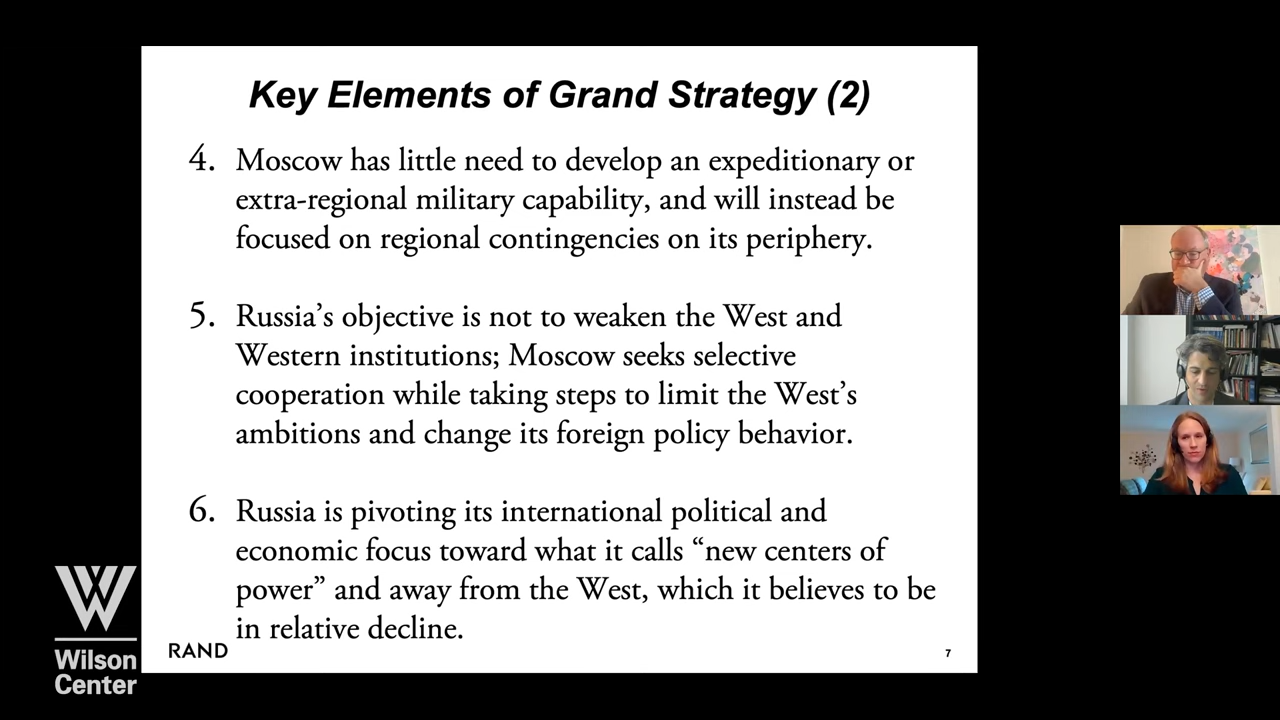 Key Elements of Grand Strategy (2)
4. Moscow has little need to develop an expeditionary or
extra-regional military capability, and will instead be
focused on regional contingencies on its periphery.
5. Russia’s objective is not to weaken the West and
Western institutions; Moscow seeks selective
cooperation while taking steps to limit the West’s
ambitions and change its foreign policy behavior.
6. Russia is pivoting its international political and
economic focus toward what it calls “new centers of
power” and away from the West, which it believes to be
in relative decline.
RAND
7
Wilson
Center